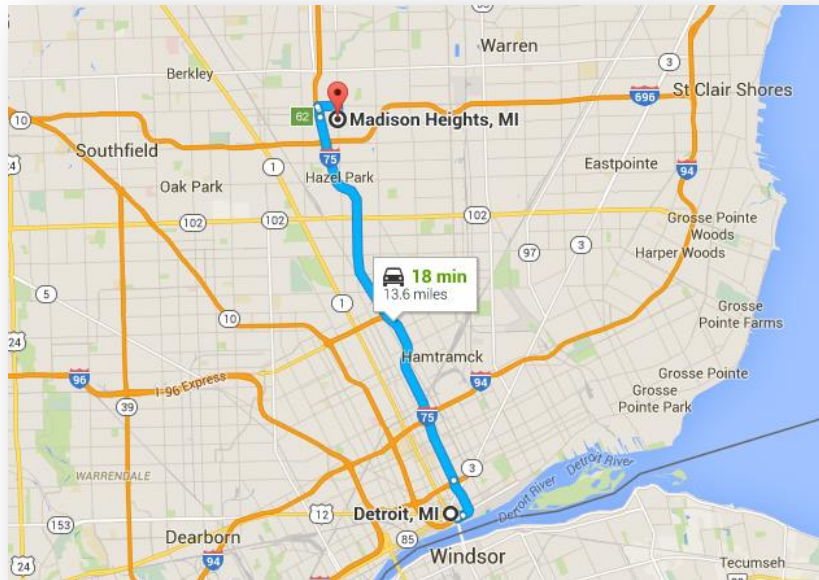 Warren
3
Berkley
St Clair Shores
696
10
62
Madison Heights, MI
Southfield
75
24
1
Hazel Park
Eastpointe
94
Oak Park
102
102
102
Grosse Pointe
Woods
3
97
Harper Woods
18 min
13.6 miles
5
1
Grosse
Pointe Farms
10
24
Hamtramck
96
I-96 Express
94
Grosse Pointe
Grosse
Pointe Park
39
75
3
WARRENDALE
Detroit River
Detroit River
Detroit, MI
12
153
Dearborn
85
Windsor
94
24
Tecumseh